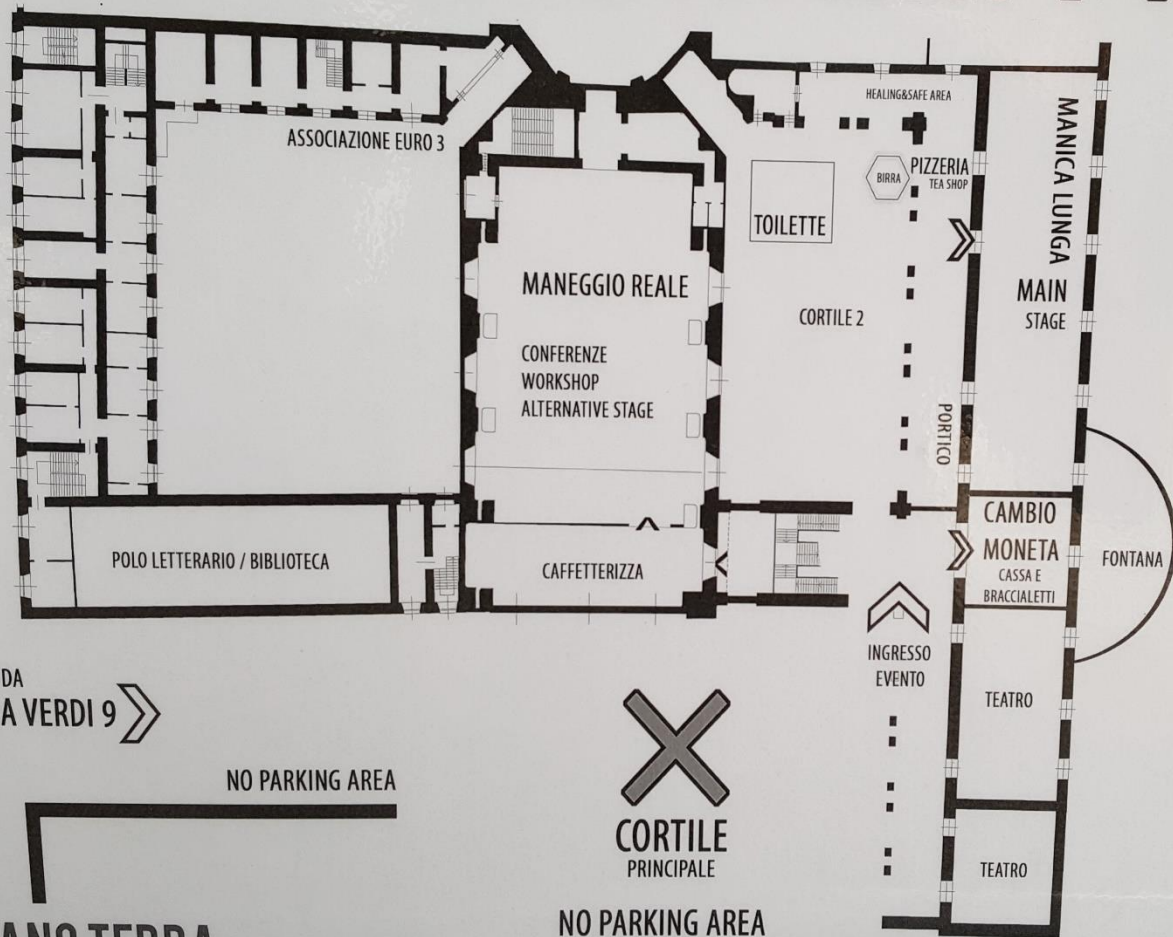 HEALING&SAFE AREA
ASSOCIAZIONE EURO 3
BIRRA
PIZZERIA
TEA SHOP
MANICA LUNGA
TOILETTE
MANEGGIO REALE
MAIN
STAGE
CORTILE 2
CONFERENZE
WORKSHOP
ALTERNATIVE STAGE
PORTICO
CAMBIO
MONETA
CASSA E
BRACCIALETTI
FONTANA
POLO LETTERARIO / BIBLIOTECA
CAFFETTERIZZA
INGRESSO
EVENTO
DA
A VERDI 9
TEATRO
NO PARKING AREA
CORTILE
PRINCIPALE
TEATRO
NO PARKING AREA
TERRA